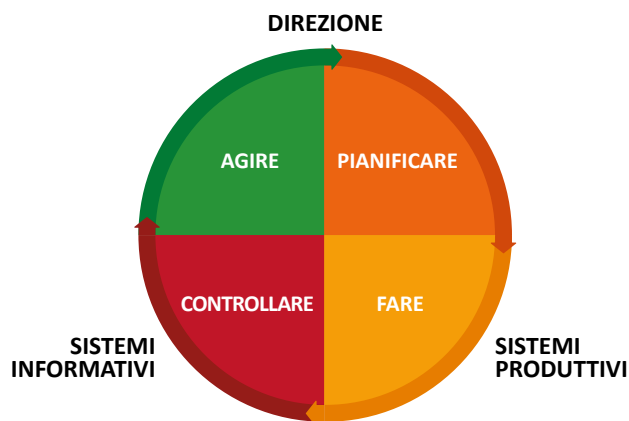 DIREZIONE
AGIRE
PIANIFICARE
CONTROLLARE
FARE
SISTEMI
INFORMATIVI
SISTEMI
PRODUTTIVI